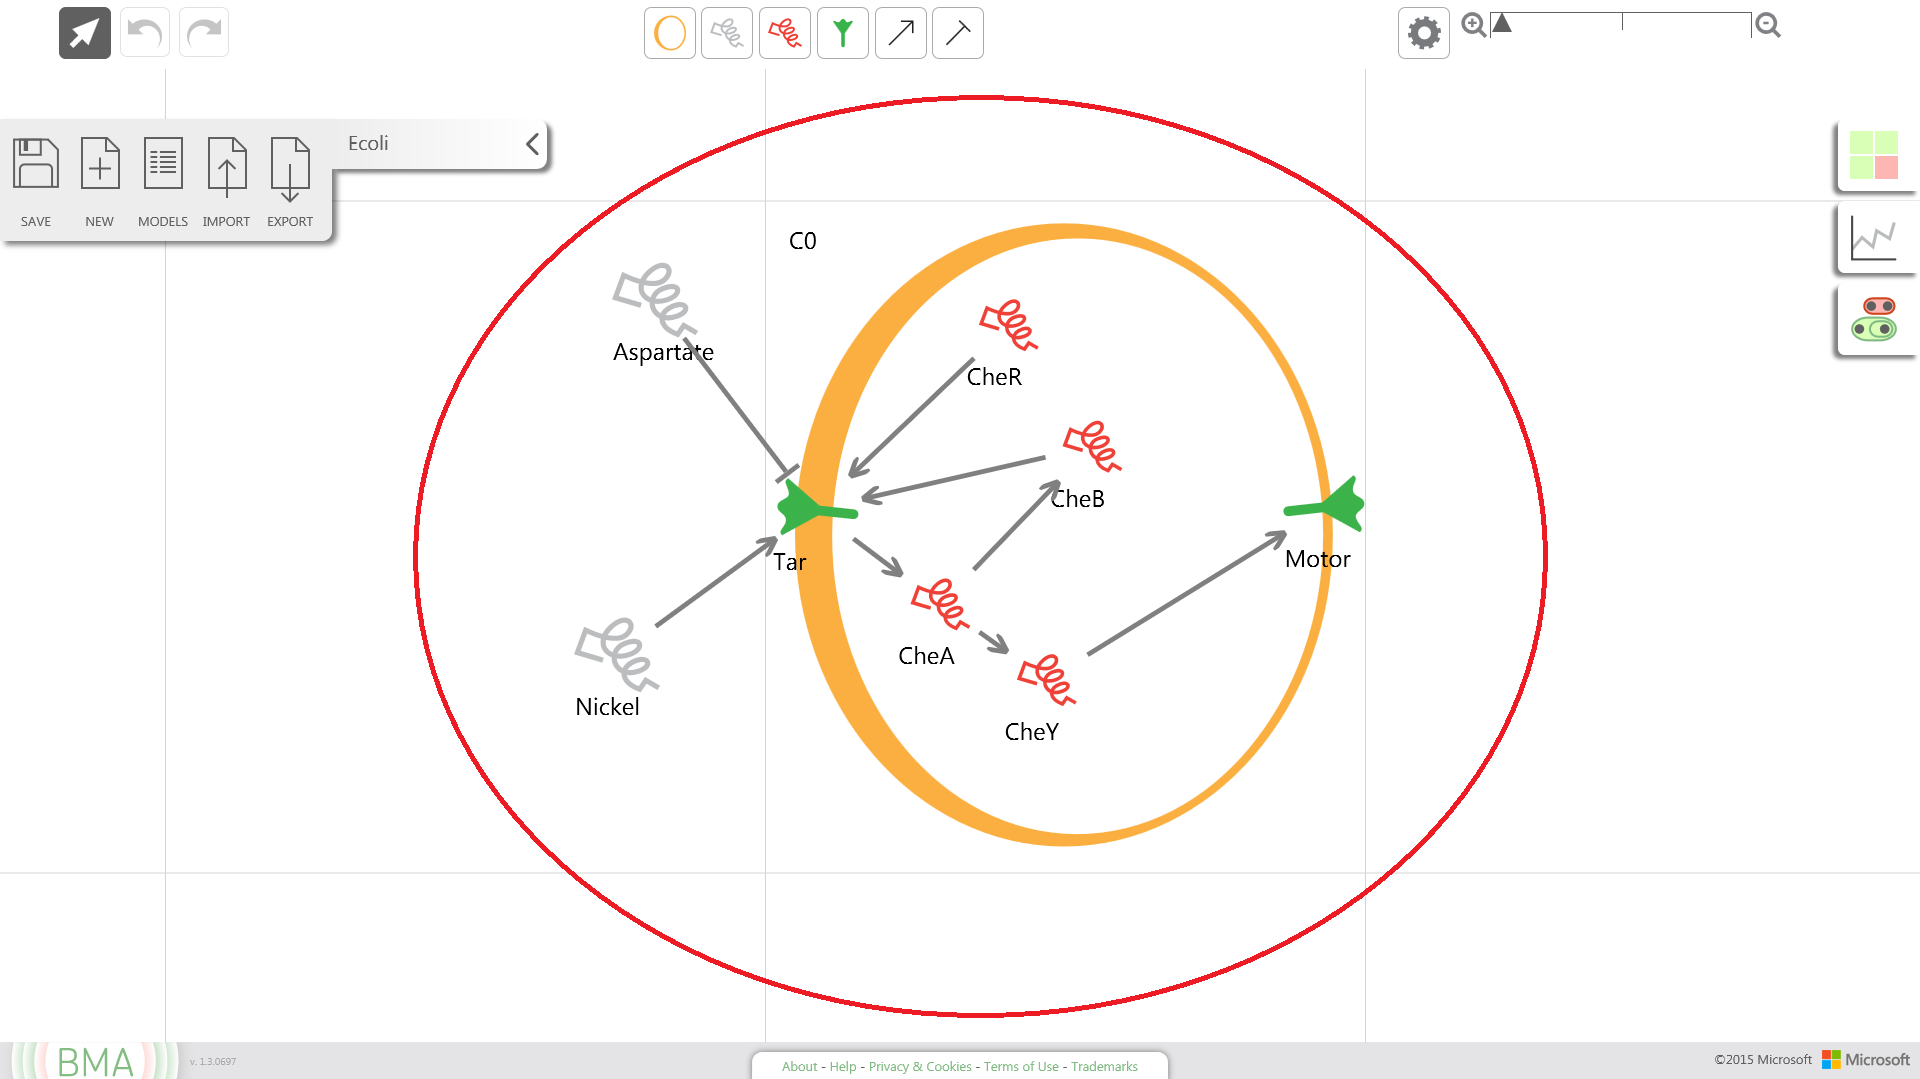 Ecoli
SAVE NEW MODELS IMPORT EXPORT
C0
Aspartate
CheR
CheB
Tar
Motor
CheA
Nickel
CheY
BMA
v. 1.3.0697
About - Help - Privacy & Cookies - Terms of Use - Trademarks
©2015 Microsoft Microsoft